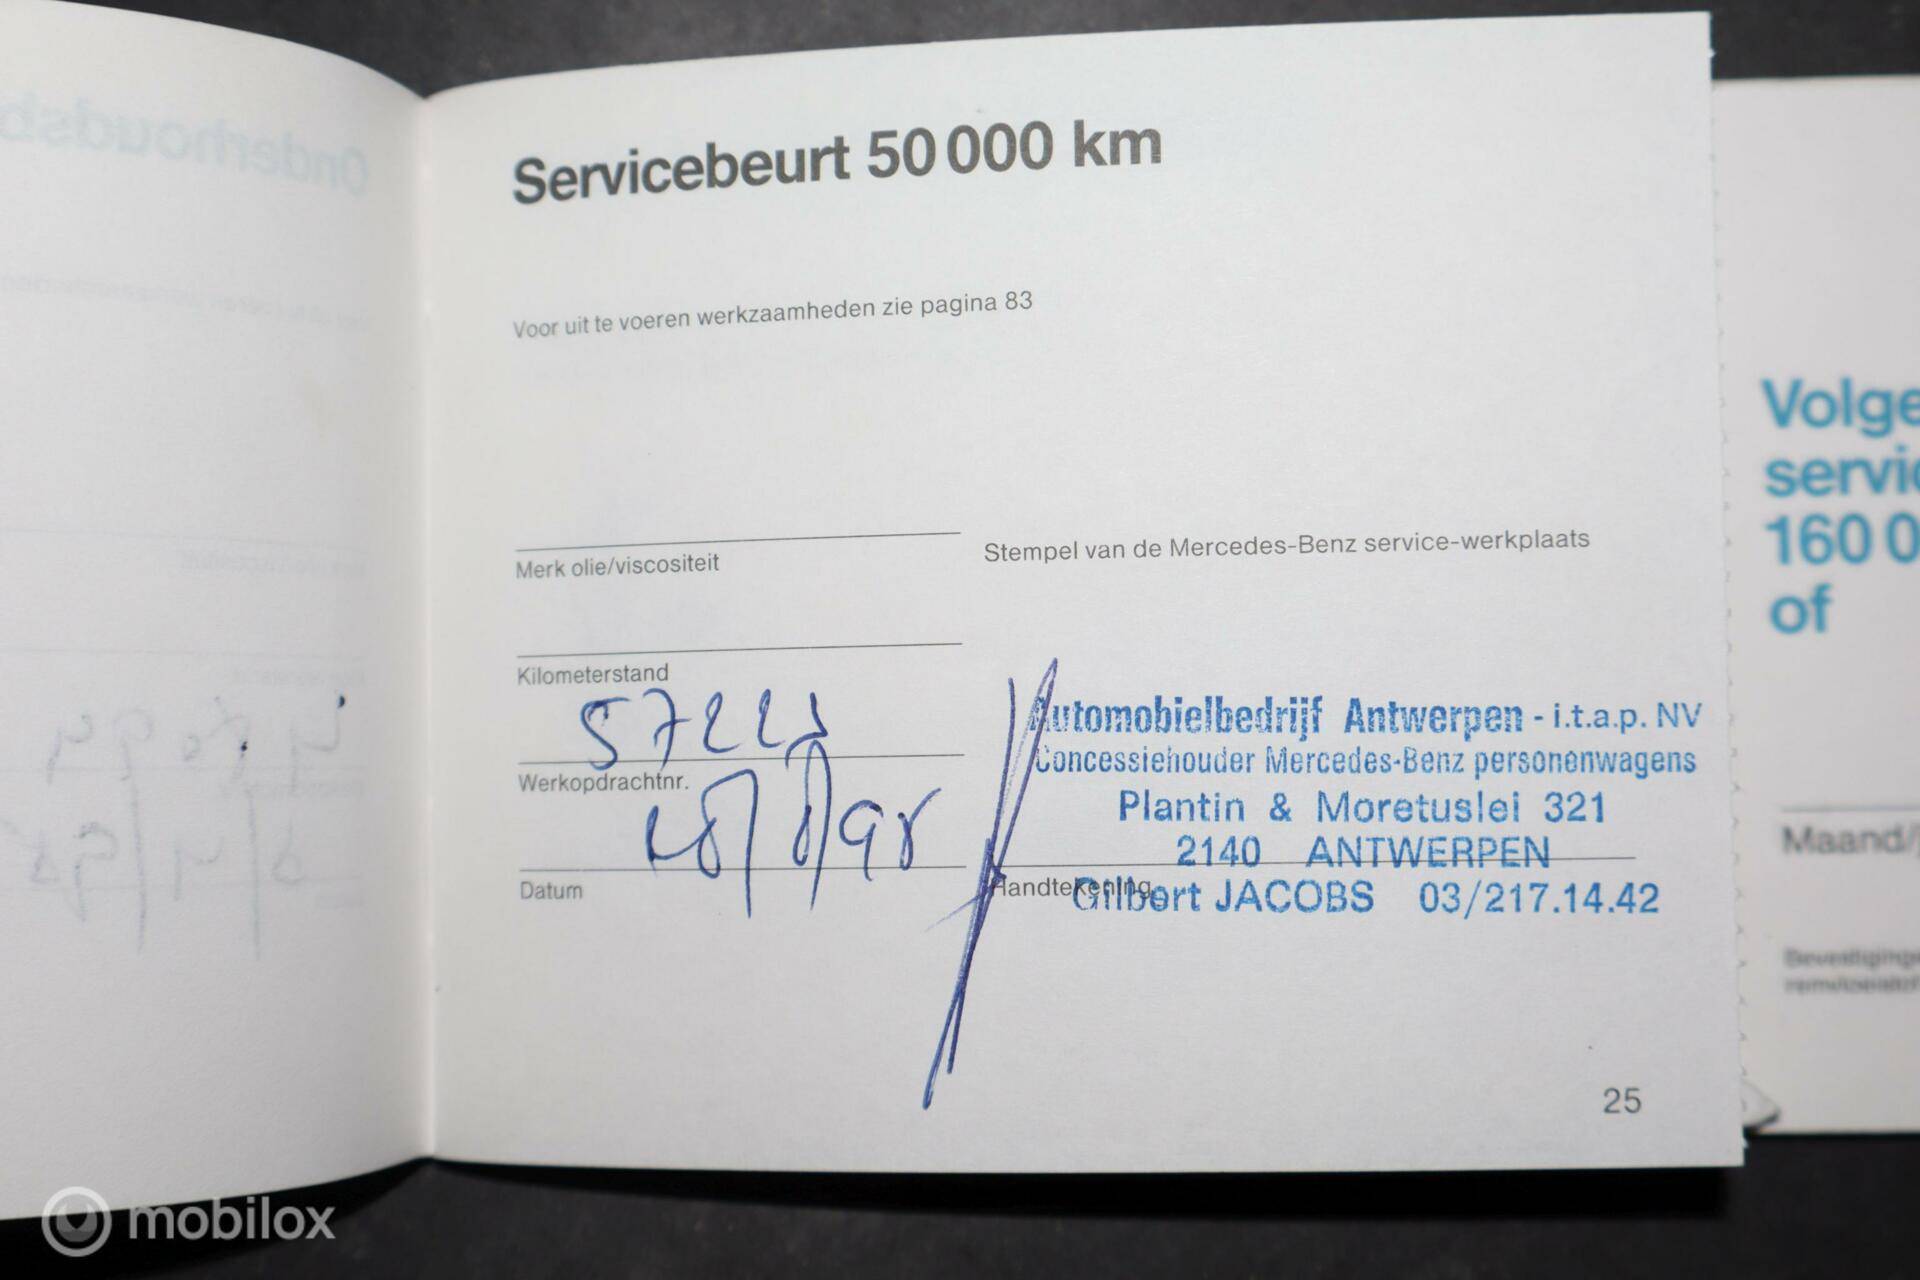 Servicebeurt 50 000 km
Voor uit te voeren werkzaamheden zie pagina 83
Merk olie/viscositeit
Stempel van de Mercedes-Benz service-werkplaats
Kilometerstand
Werkopdrachtnr.
Datum
Handtekening
Automobielbedrijf Antwerpen - i.t.a.p. NV
Concessiehouder Mercedes-Benz personenwagens
Plantin & Moretuslei 321
2140 ANTWERPEN
Gilbert JACOBS 03/217.14.42
25
Volge
servic
160 0
of
Maand/
mobilox